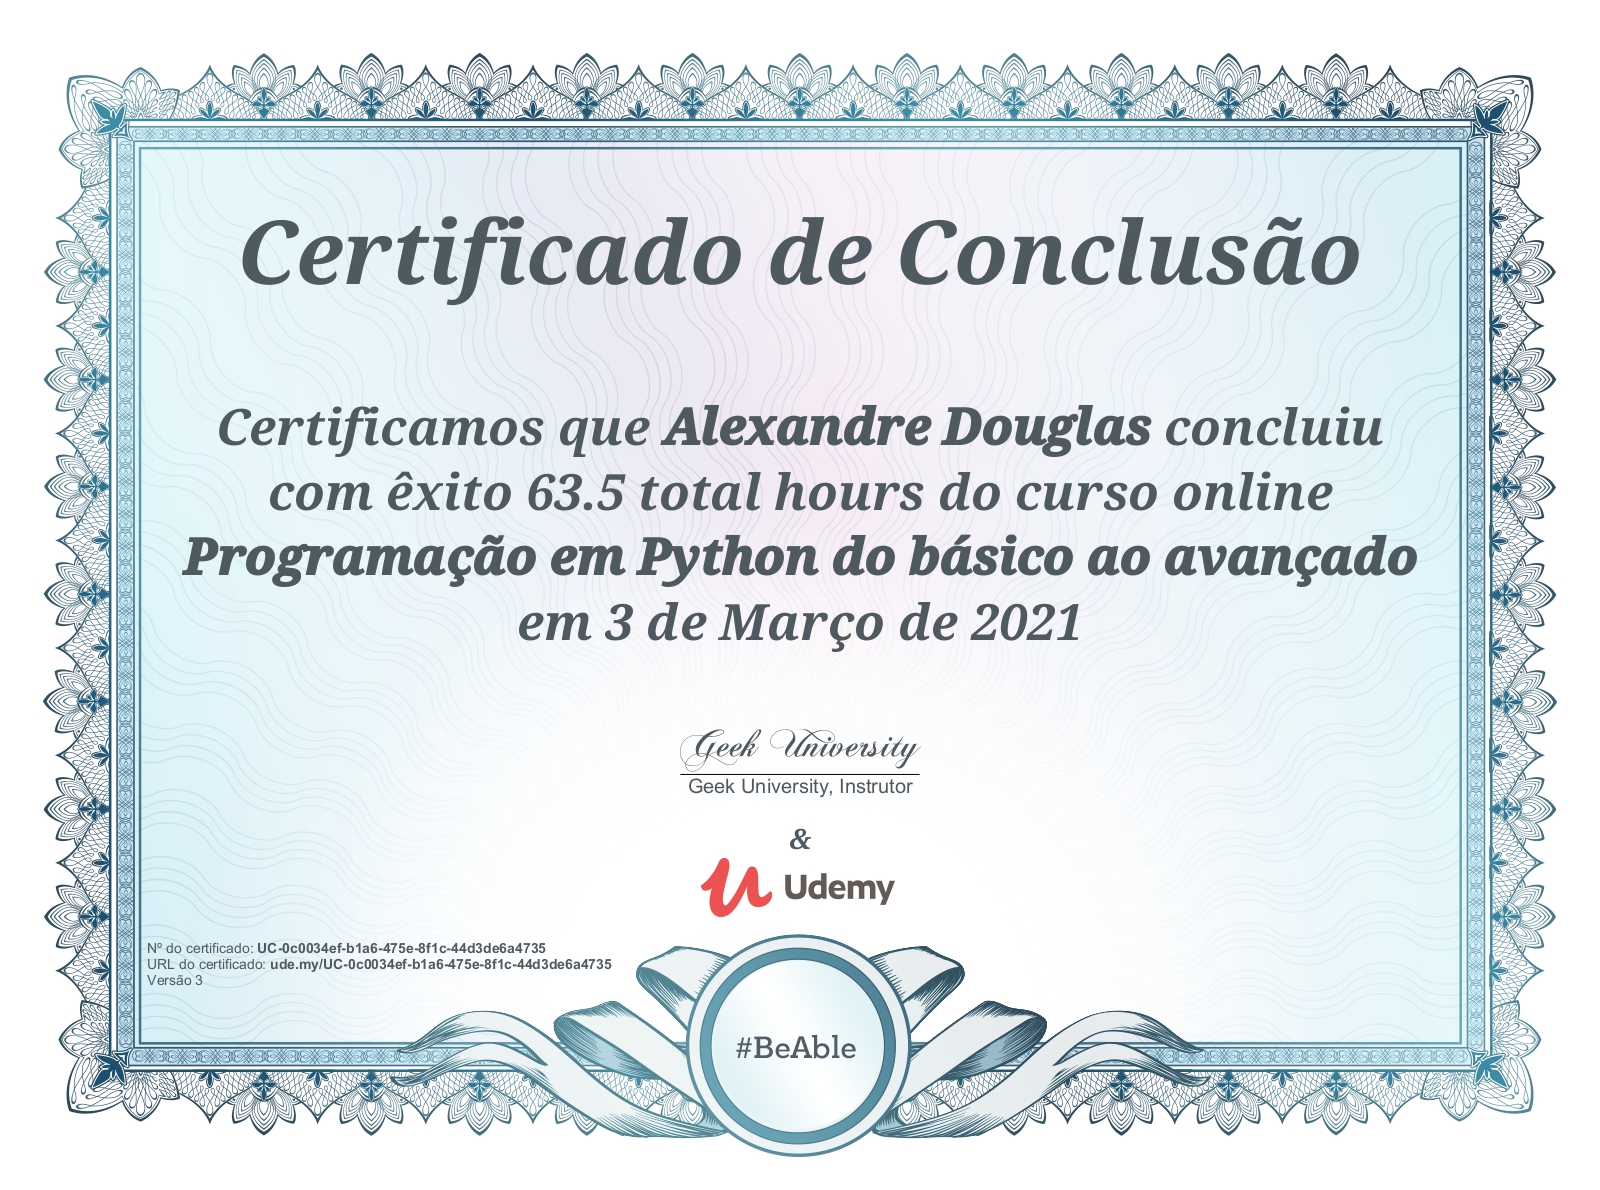 Certificado de Conclusão
Certificamos que Alexandre Douglas concluiu
com êxito 63.5 total hours do curso online
Programação em Python do básico ao avançado
em 3 de Março de 2021
Geek University
Geek University, Instrutor
&
Udemy
Nº do certificado: UC-0c0034ef-b1a6-475e-8f1c-44d3de6a4735
URL do certificado: ude.my/UC-0c0034ef-b1a6-475e-8f1c-44d3de6a4735
Versão 3
#BeAble